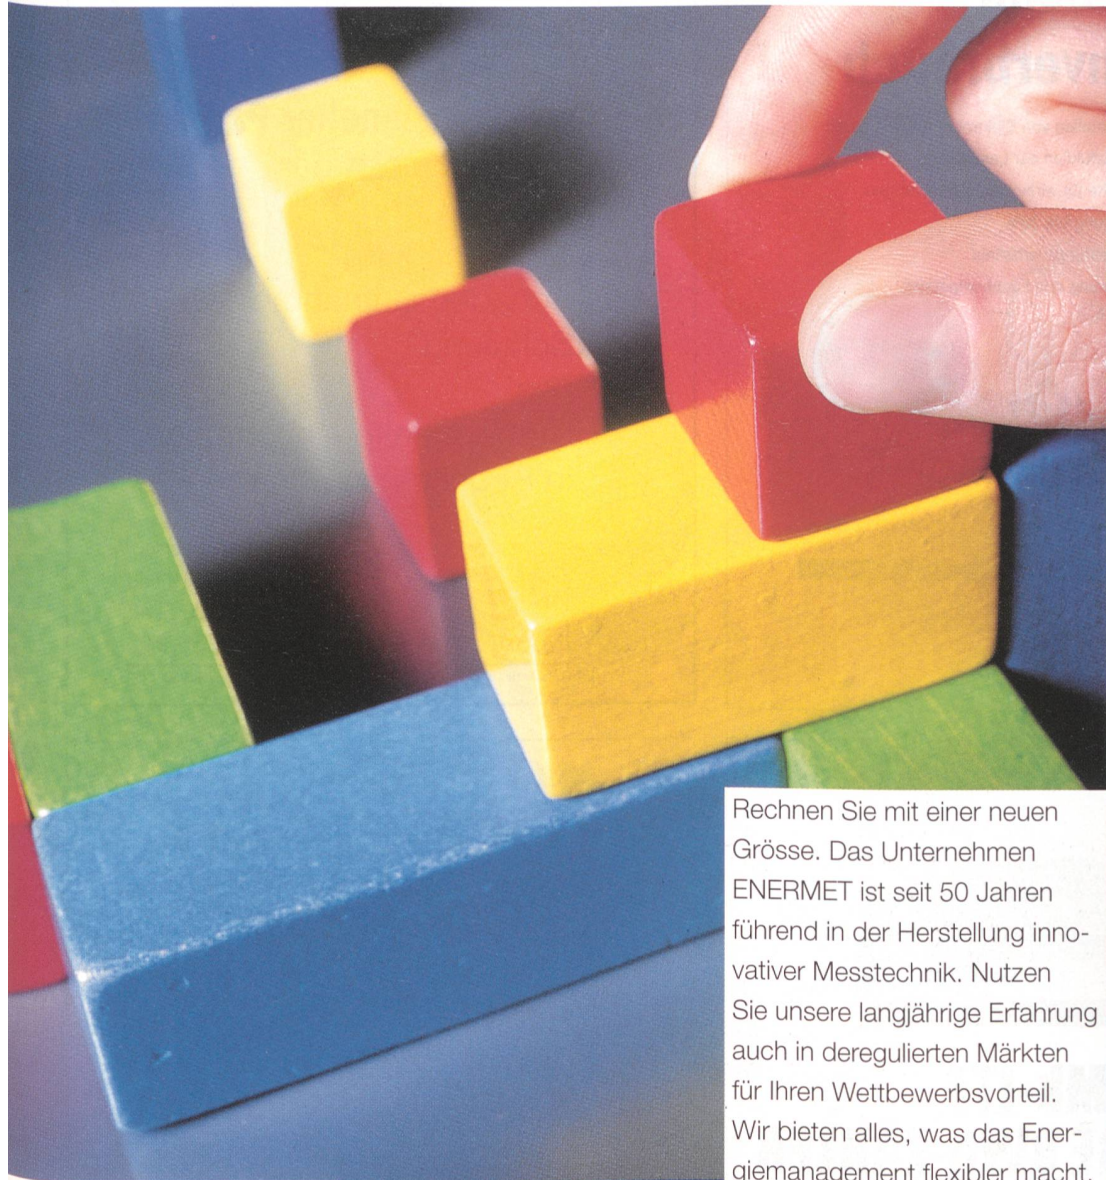 Rechnen Sie mit einer neuen
Grösse. Das Unternehmen
ENERMET ist seit 50 Jahren
führend in der Herstellung inno-
vativer Messtechnik. Nutzen
Sie unsere langjährige Erfahrung
auch in deregulierten Märkten
für Ihren Wettbewerbsvorteil.
Wir bieten alles, was das Ener-
giemanagement flexibler macht.